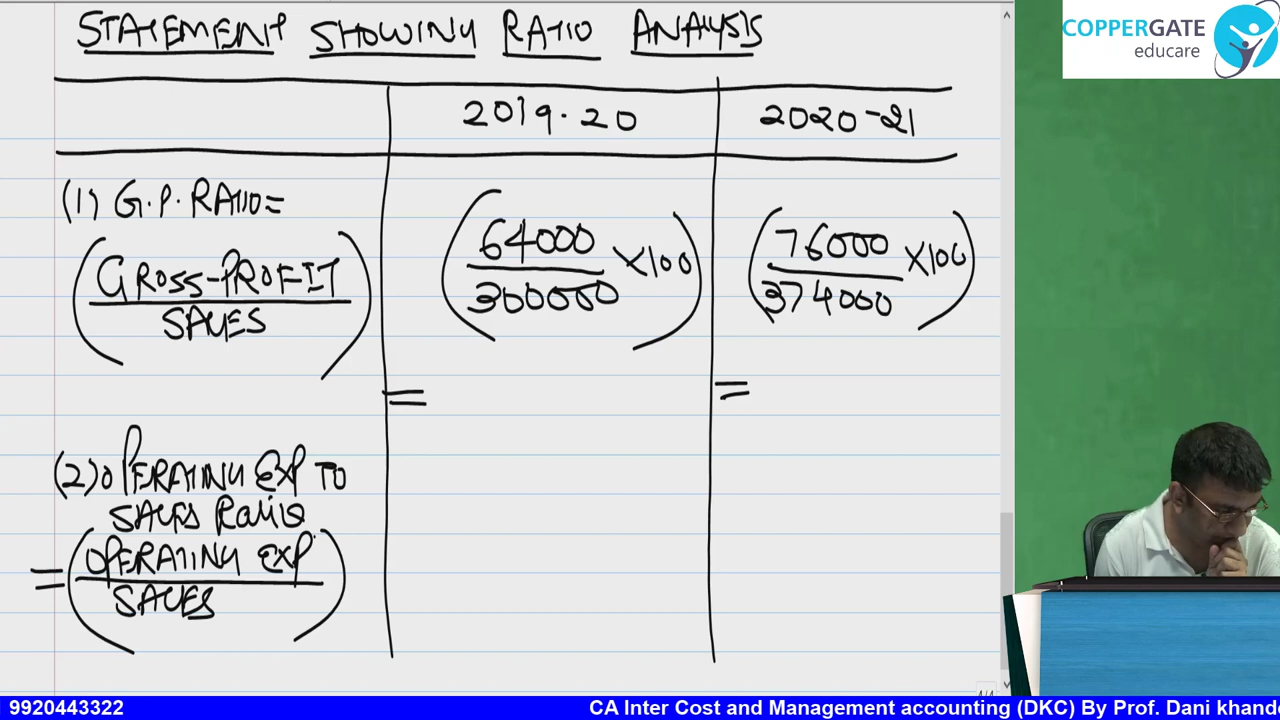 STATEMENT SHOWING RATIO ANALYSIS
COPPERGATE
educare
2019-20 2020-21
(1) G.P. RATIO=
(GROSS-PROFIT
SALES)
(64000
300000 X100)
(76000
374000 X100)
= =
(2) OPERATING EXP TO
SALES Ratio
= (OPERATING EXP
SALES)
9920443322 CA Inter Cost and Management accounting (DKC) By Prof. Dani khand